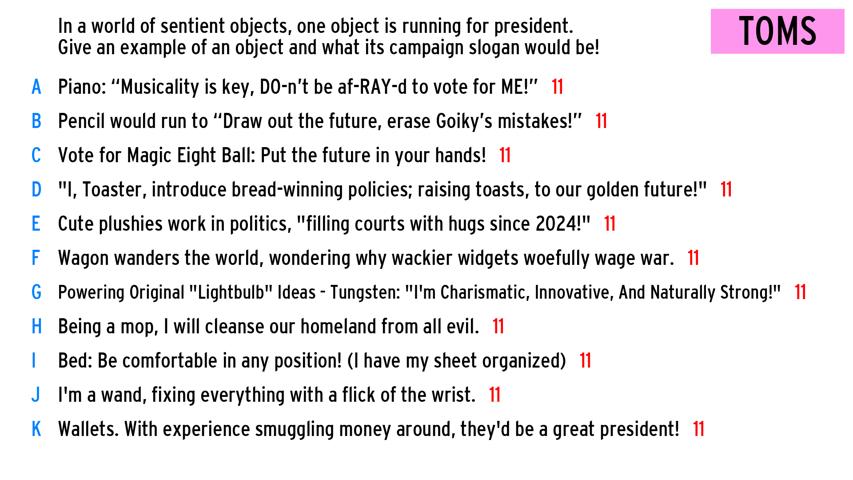 In a world of sentient objects, one object is running for president.
Give an example of an object and what its campaign slogan would be!
TOMS
A Piano: “Musicality is key, DO-n’t be af-RAY-d to vote for ME!” 11
B Pencil would run to “Draw out the future, erase Goiky’s mistakes!” 11
C Vote for Magic Eight Ball: Put the future in your hands! 11
D "I, Toaster, introduce bread-winning policies; raising toasts, to our golden future!" 11
E Cute plushies work in politics, "filling courts with hugs since 2024!" 11
F Wagon wanders the world, wondering why wackier widgets woefully wage war. 11
G Powering Original "Lightbulb" Ideas - Tungsten: "I'm Charismatic, Innovative, And Naturally Strong!" 11
H Being a mop, I will cleanse our homeland from all evil. 11
I Bed: Be comfortable in any position! (I have my sheet organized) 11
J I'm a wand, fixing everything with a flick of the wrist. 11
K Wallets. With experience smuggling money around, they'd be a great president! 11